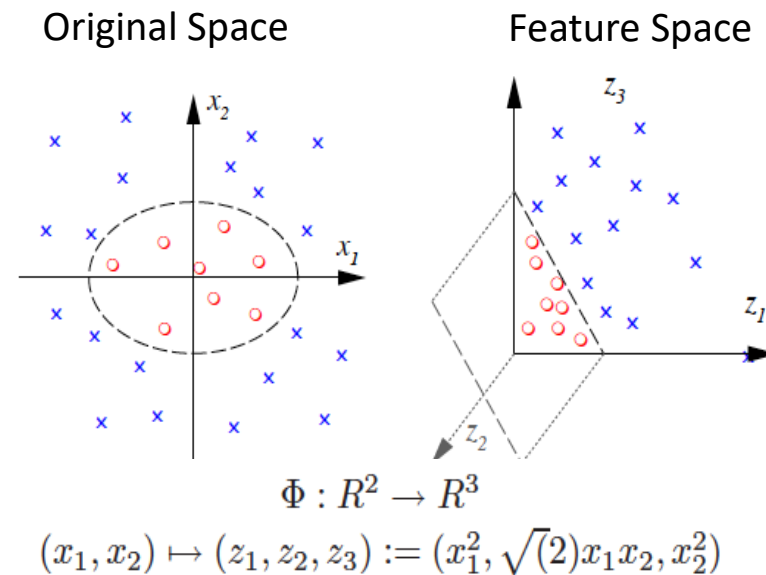 Original Space
Feature Space
x₂
x₁
z₃
z₁
z₂
Φ : R² → R³
(x₁, x₂) ↦ (z₁, z₂, z₃) := (x₁², √(2)x₁x₂, x₂²)